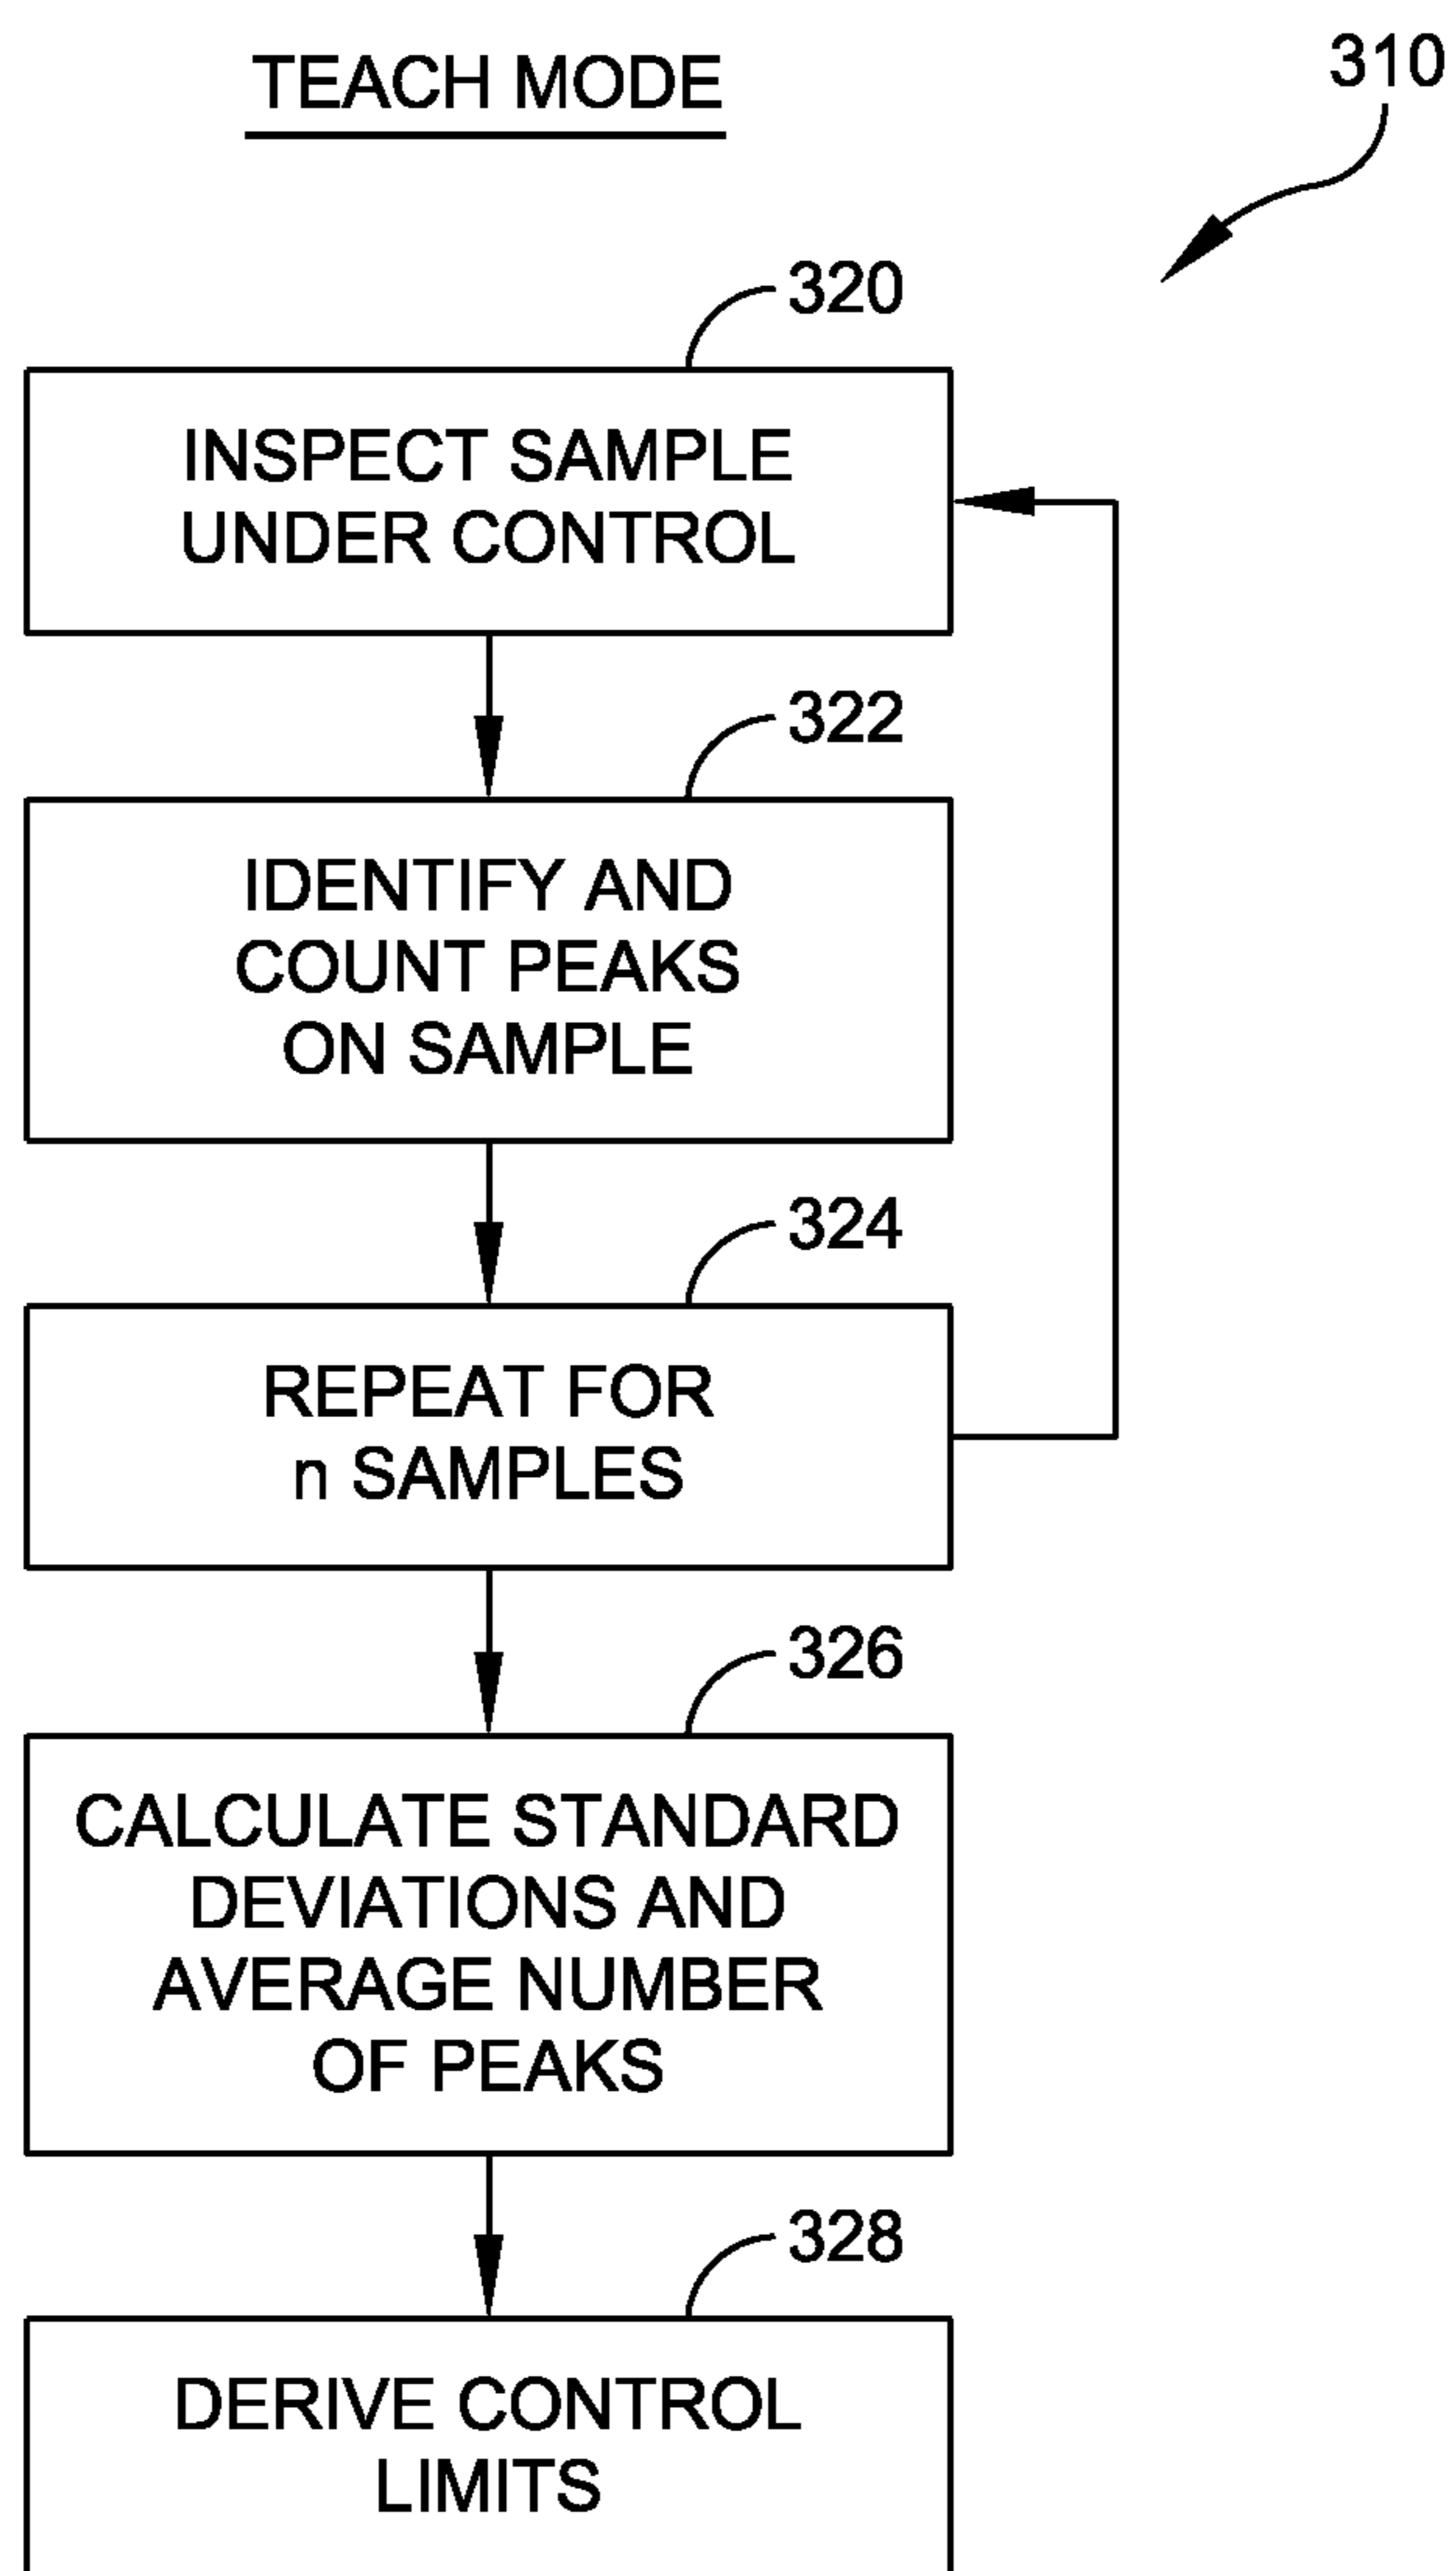 TEACH MODE
310
320
INSPECT SAMPLE
UNDER CONTROL
322
IDENTIFY AND
COUNT PEAKS
ON SAMPLE
324
REPEAT FOR
n SAMPLES
326
CALCULATE STANDARD
DEVIATIONS AND
AVERAGE NUMBER
OF PEAKS
328
DERIVE CONTROL
LIMITS